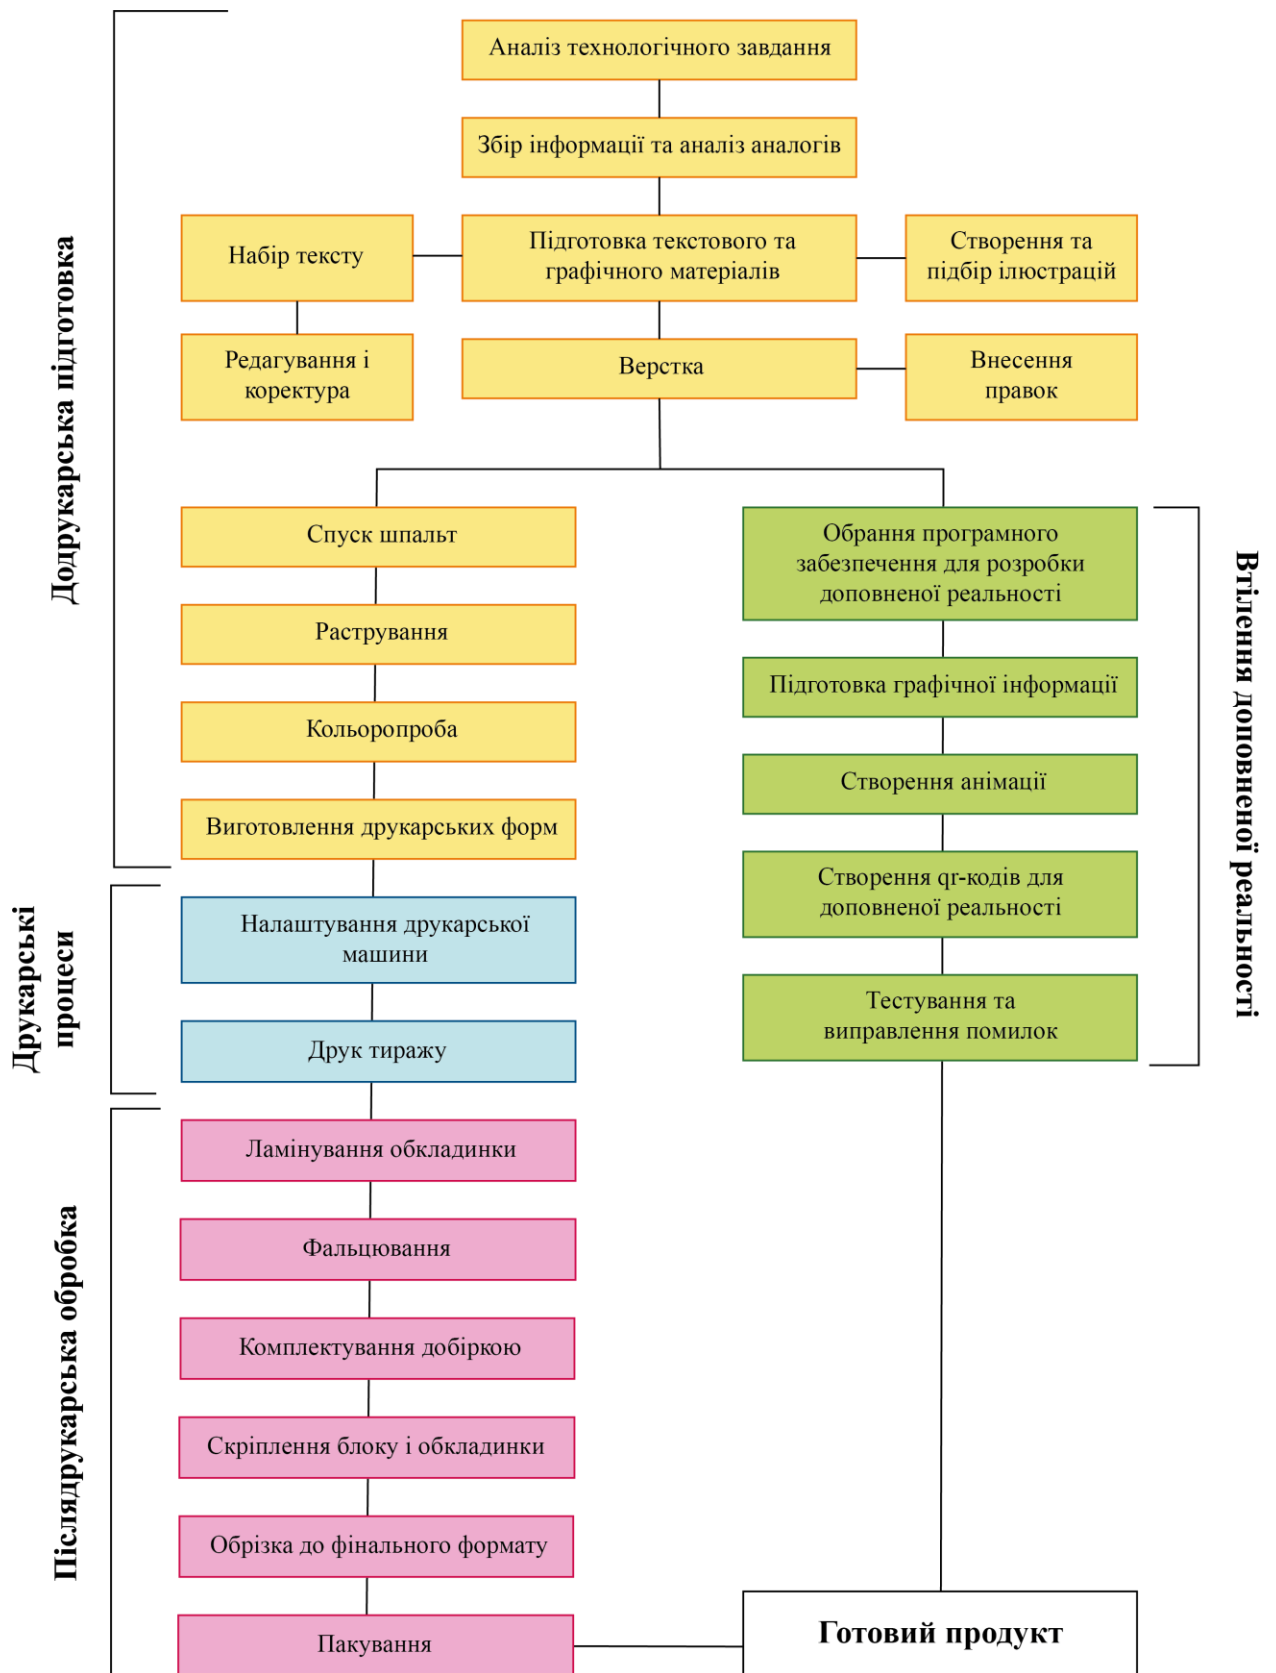 Аналіз технологічного завдання
Збір інформації та аналіз аналогів
Набір тексту
Підготовка текстового та
графічного матеріалів
Створення та
підбір ілюстрацій
Редагування і
коректура
Верстка
Внесення
правок
Додрукарська підготовка
Спуск шпальт
Растрування
Кольоропроба
Виготовлення друкарських форм
Обрання програмного
забезпечення для розробки
доповненої реальності
Підготовка графічної інформації
Створення анімації
Створення qr-кодів для
доповненої реальності
Тестування та
виправлення помилок
Втілення доповненої реальності
Друкарські
процеси
Налаштування друкарської
машини
Друк тиражу
Післядрукарська обробка
Ламінування обкладинки
Фальцювання
Комплектування добіркою
Скріплення блоку і обкладинки
Обрізка до фінального формату
Пакування
Готовий продукт